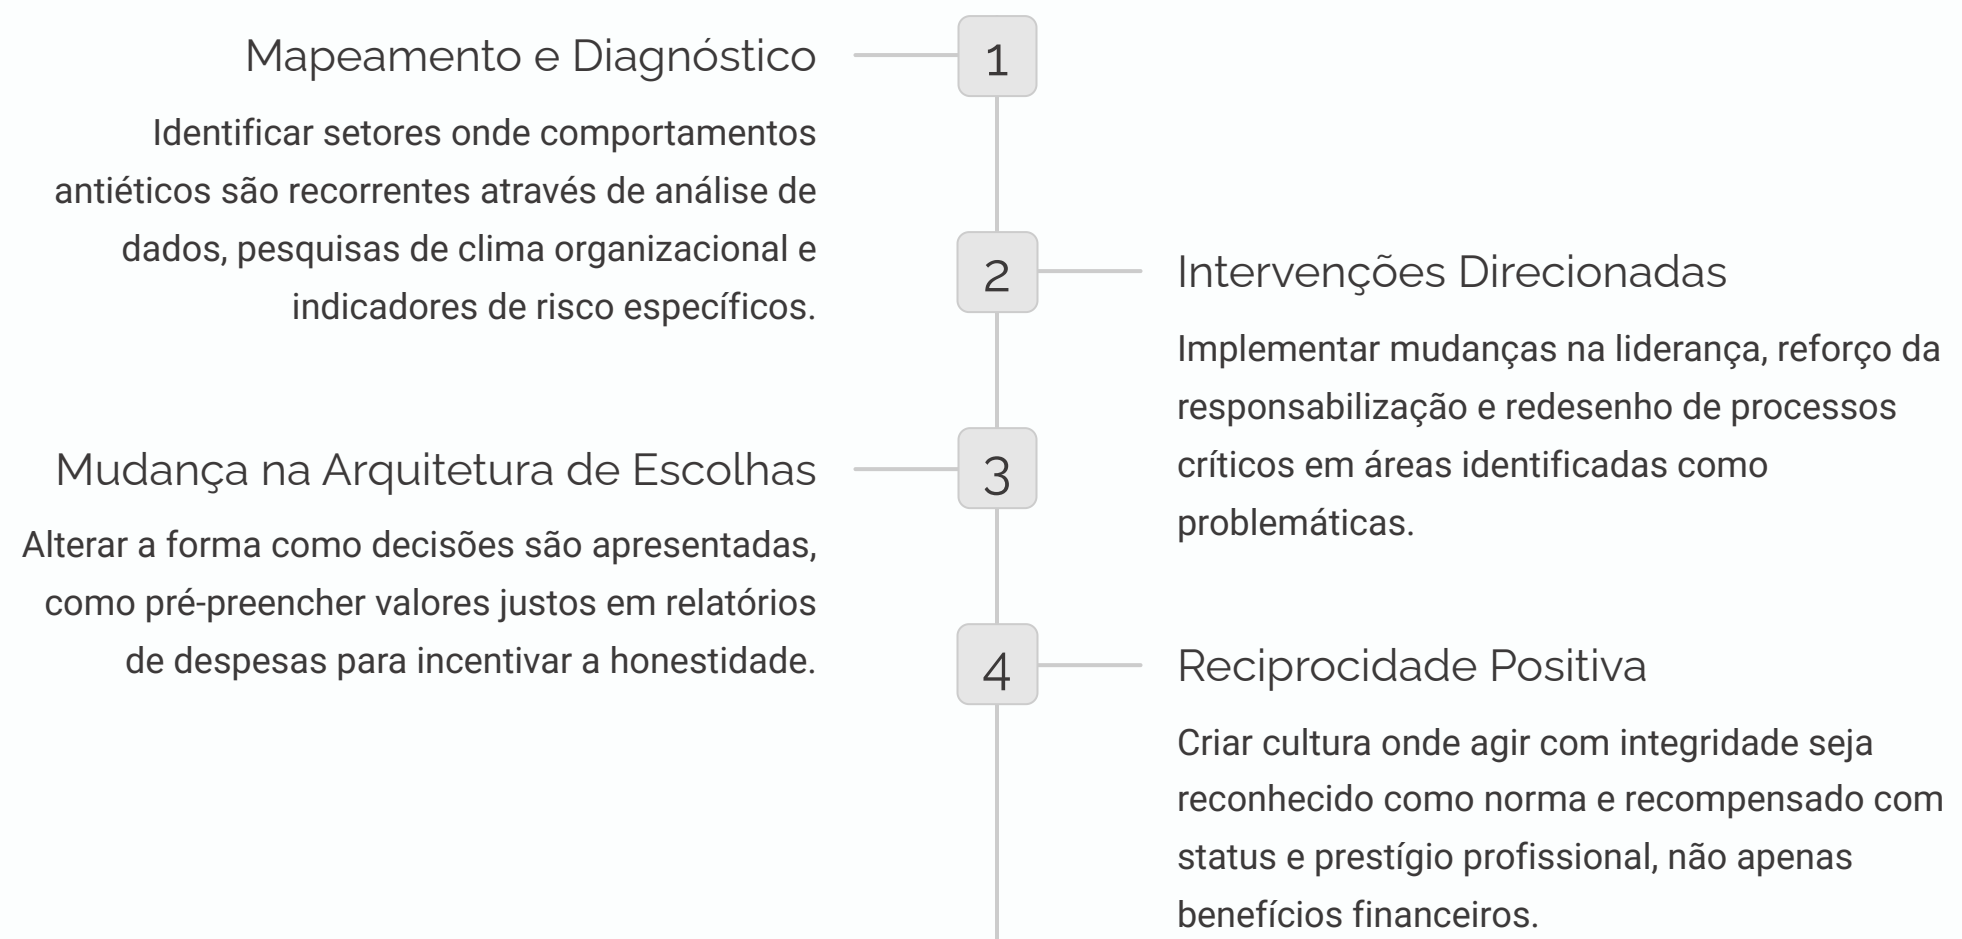 1
Mapeamento e Diagnóstico
Identificar setores onde comportamentos
antiéticos são recorrentes através de análise de
dados, pesquisas de clima organizacional e
indicadores de risco específicos.
2
Intervenções Direcionadas
Implementar mudanças na liderança, reforço da
responsabilização e redesenho de processos
críticos em áreas identificadas como
problemáticas.
3
Mudança na Arquitetura de Escolhas
Alterar a forma como decisões são apresentadas,
como pré-preencher valores justos em relatórios
de despesas para incentivar a honestidade.
4
Reciprocidade Positiva
Criar cultura onde agir com integridade seja
reconhecido como norma e recompensado com
status e prestígio profissional, não apenas
benefícios financeiros.